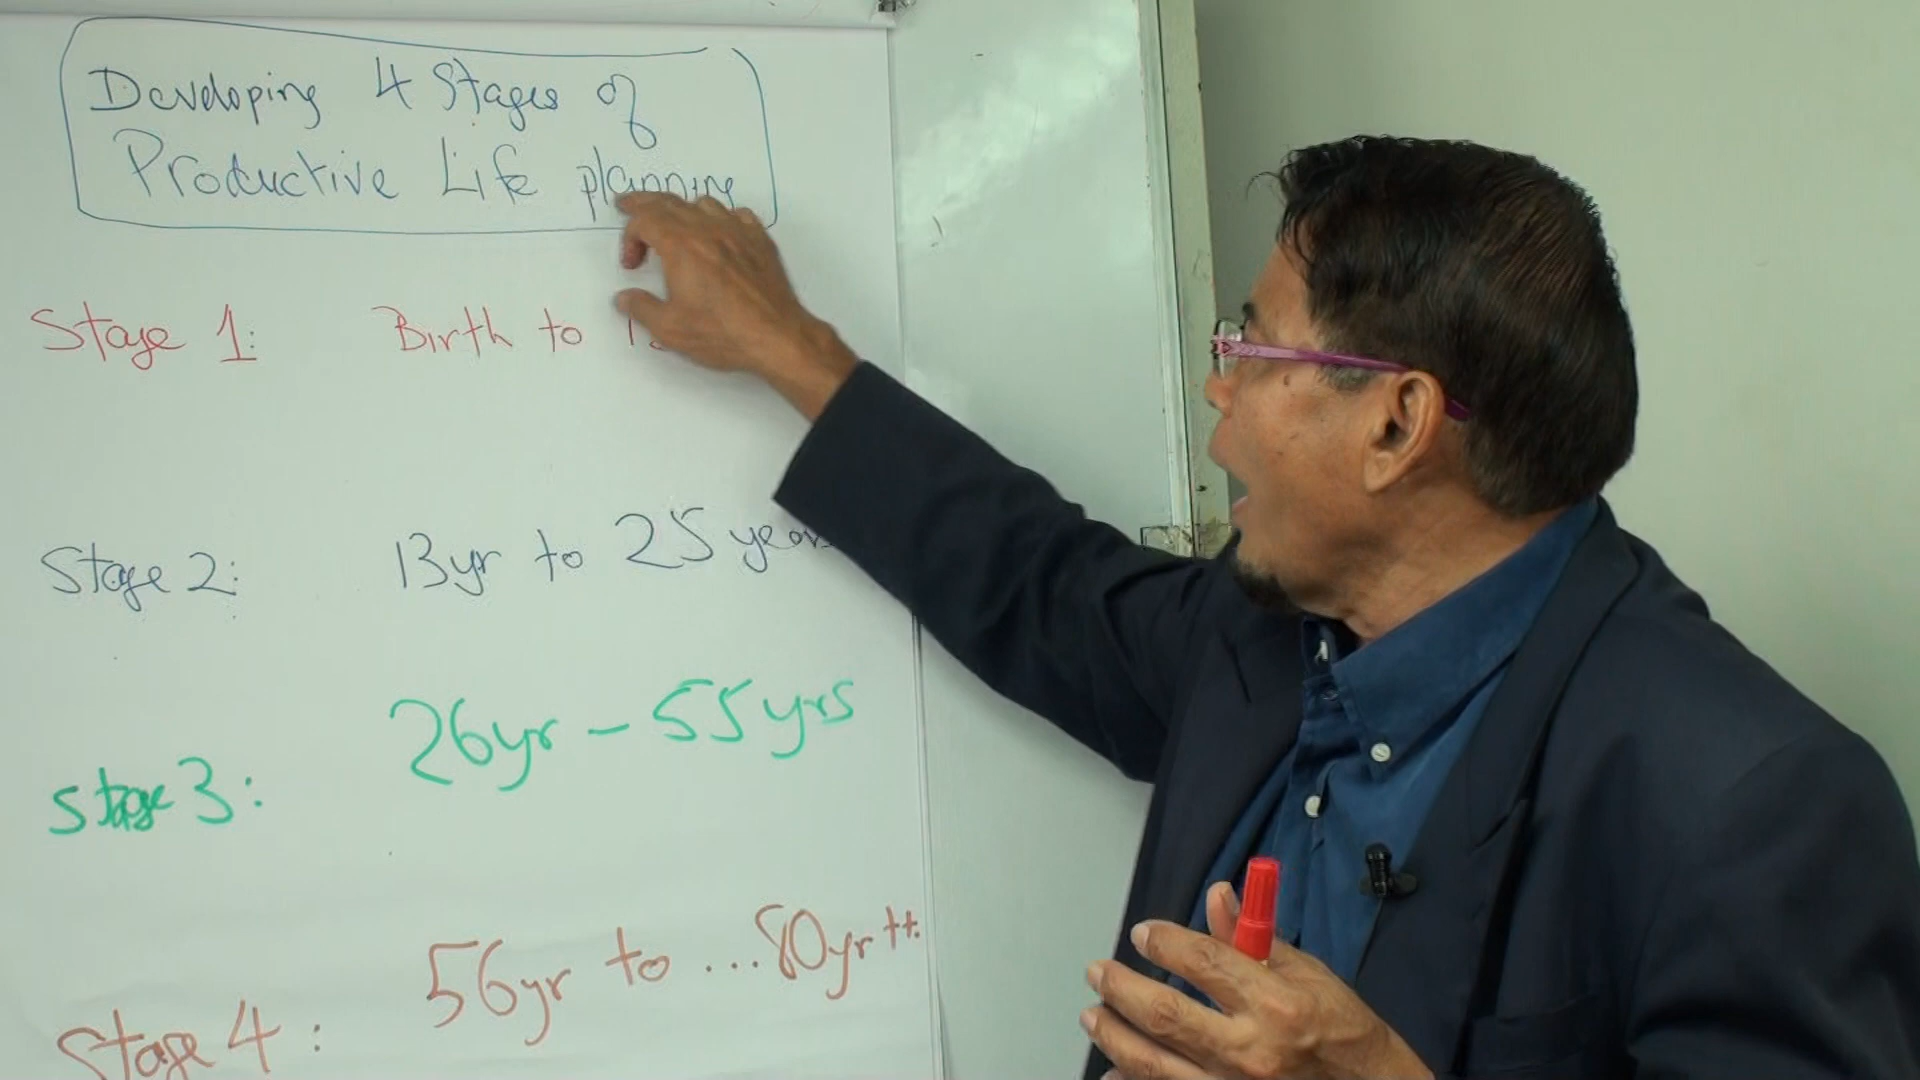 Developing 4 Stages of
Productive Life planning
Stage 1: Birth to
Stage 2: 13yr to 25 years
Stage 3: 26yr - 55yrs
Stage 4: 56yr to ... 80yr ++.